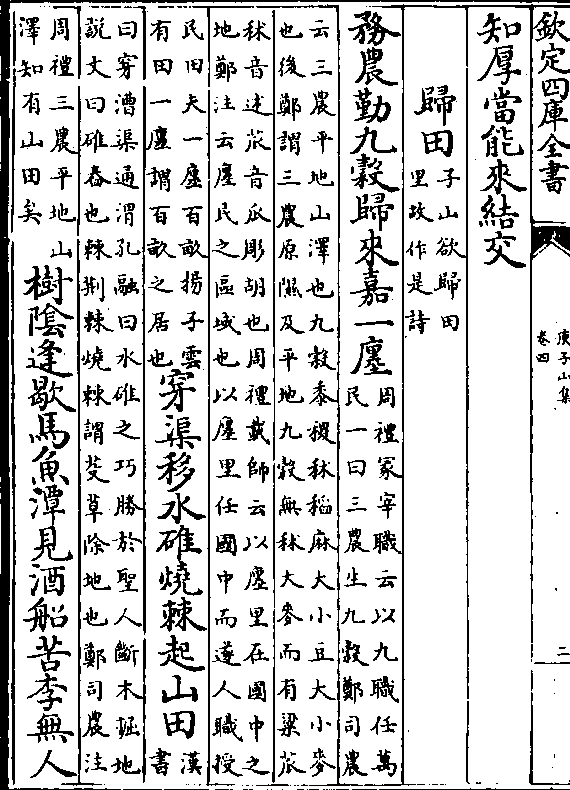 欽定四庫全書
庾子山集
卷四
二
知厚當能來結交
歸田子山欲歸田
里故作是詩
務農勤九穀歸來嘉一廛周禮冢宰職云以九職任萬
民一曰三農生九穀鄭司農
云三農平地山澤也九穀黍稷秫稻麻大小豆大小麥
也後鄭謂三農原隰及平地九穀無秫大麥而有粱苽
秫音述苽音瓜彫胡也周禮載師云以廛里在國中之
地鄭注云廛民之區域也以廛里任國中而遂人職授
民田夫一廛百畝揚子雲
有田一廛謂百畝之居也
穿渠移水碓燒棘起山田漢
書
曰穿漕渠通渭孔融曰水碓之巧勝於聖人斷木掘地
說文曰碓舂也棘荆棘燒棘謂芟草除地也鄭司農注
周禮三農平地山
澤知有山田矣
樹陰逢歇馬魚潭見酒船苦李無人